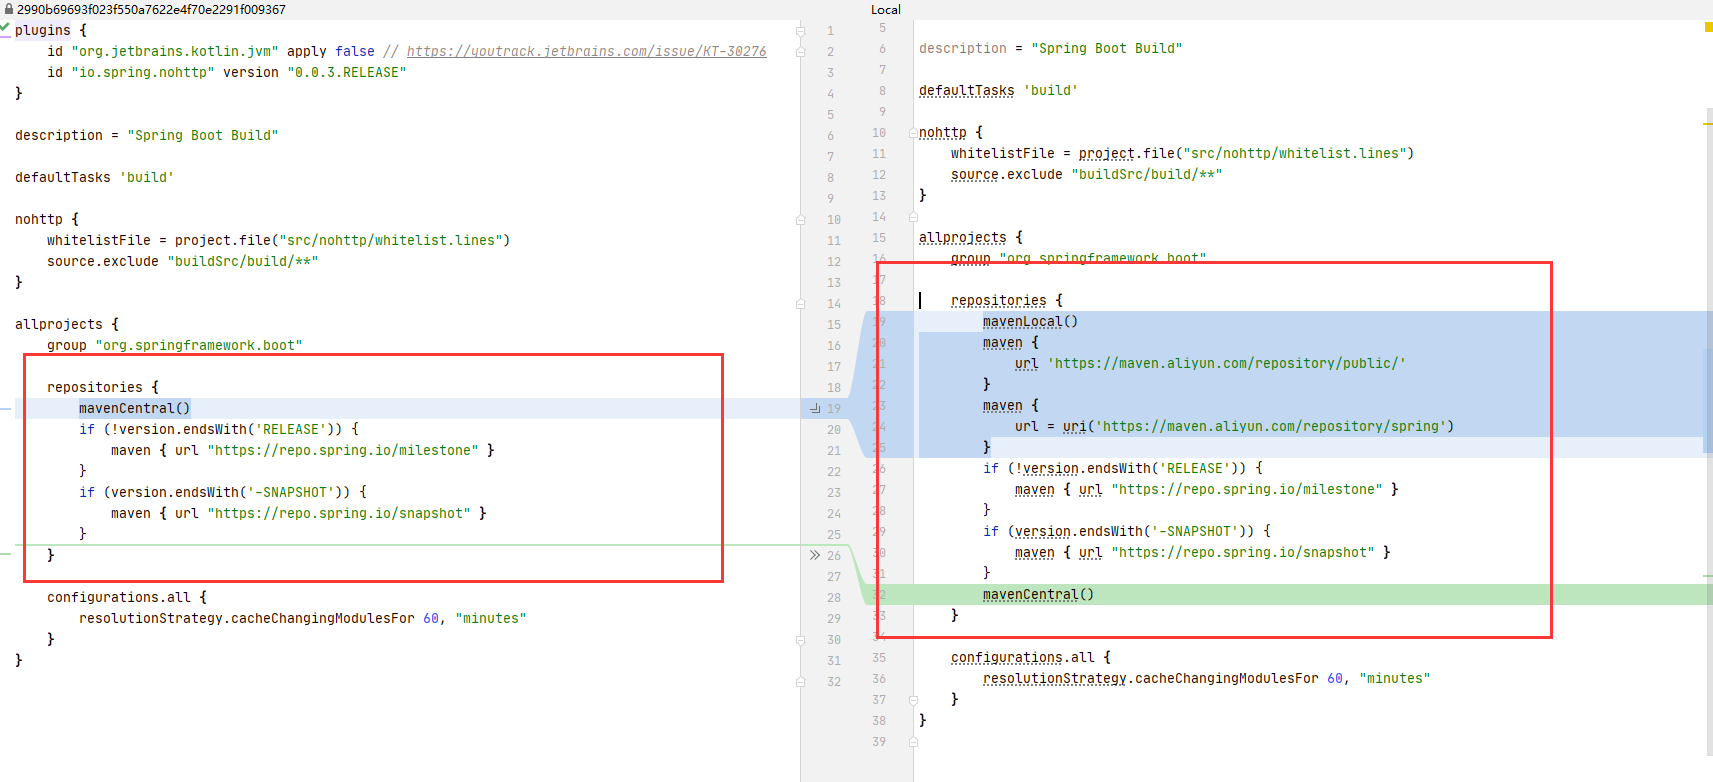 2990b69693f023f550a7622e4f70e2291f009367
plugins {
id "org.jetbrains.kotlin.jvm" apply false // https://youtrack.jetbrains.com/issue/KT-30276
id "io.spring.nohttp" version "0.0.3.RELEASE"
}
description = "Spring Boot Build"
defaultTasks 'build'
nohttp {
whitelistFile = project.file("src/nohttp/whitelist.lines")
source.exclude "buildSrc/build/**"
}
allprojects {
group "org.springframework.boot"
repositories {
mavenCentral()
if (!version.endsWith('RELEASE')) {
maven { url "https://repo.spring.io/milestone" }
}
if (version.endsWith('-SNAPSHOT')) {
maven { url "https://repo.spring.io/snapshot" }
}
}
configurations.all {
resolutionStrategy.cacheChangingModulesFor 60, "minutes"
}
}
1
2
3
4
5
6
7
8
9
10
11
12
13
14
15
16
17
18
19
20
21
22
23
24
25
26
27
28
29
30
31
32
Local
5
6 description = "Spring Boot Build"
7
8 defaultTasks 'build'
9
10 nohttp {
11 whitelistFile = project.file("src/nohttp/whitelist.lines")
12 source.exclude "buildSrc/build/**"
13 }
14
15 allprojects {
16 group "org.springframework.boot"
17
18 repositories {
19 mavenLocal()
20 maven {
21 url 'https://maven.aliyun.com/repository/public/'
22 }
23 maven {
24 url = uri('https://maven.aliyun.com/repository/spring')
25 }
26 if (!version.endsWith('RELEASE')) {
27 maven { url "https://repo.spring.io/milestone" }
28 }
29 if (version.endsWith('-SNAPSHOT')) {
30 maven { url "https://repo.spring.io/snapshot" }
31 }
32 mavenCentral()
33 }
34
35 configurations.all {
36 resolutionStrategy.cacheChangingModulesFor 60, "minutes"
37 }
38 }
39